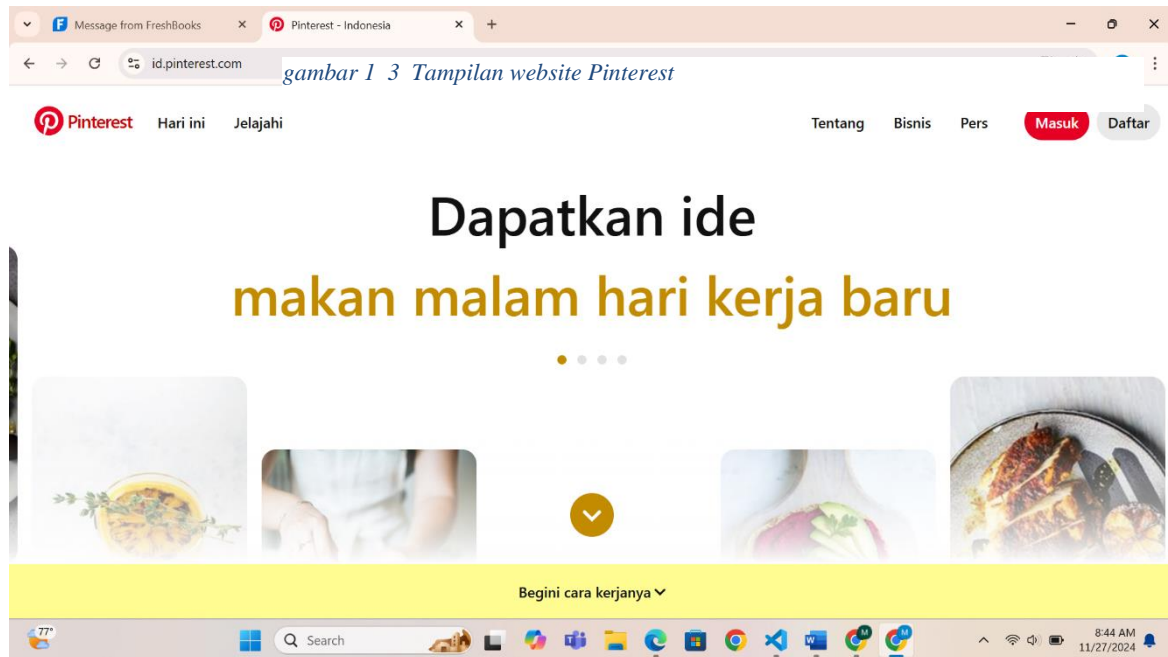 Message from FreshBooks
Pinterest - Indonesia
id.pinterest.com
gambar 1 3 Tampilan website Pinterest
Pinterest Hari ini Jelajahi Tentang Bisnis Pers Masuk Daftar
Dapatkan ide
makan malam hari kerja baru
Begini cara kerjanya
77°
Search
8:44 AM
11/27/2024